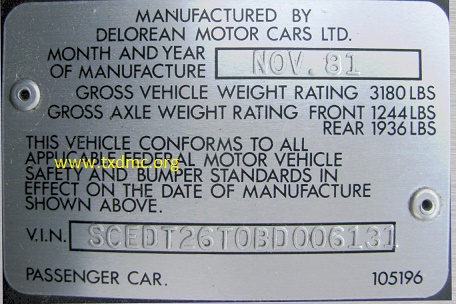 MANUFACTURED BY
DELOREAN MOTOR CARS LTD.
MONTH AND YEAR
OF MANUFACTURE NOV. 81
GROSS VEHICLE WEIGHT RATING 3180 LBS
GROSS AXLE WEIGHT RATING FRONT 1244 LBS
REAR 1936 LBS
THIS VEHICLE CONFORMS TO ALL
APPLICABLE FEDERAL MOTOR VEHICLE
www.txdmc.org
SAFETY AND BUMPER STANDARDS IN
EFFECT ON THE DATE OF MANUFACTURE
SHOWN ABOVE.
V.I.N. SCEDT26T0BD006131
PASSENGER CAR. 105196